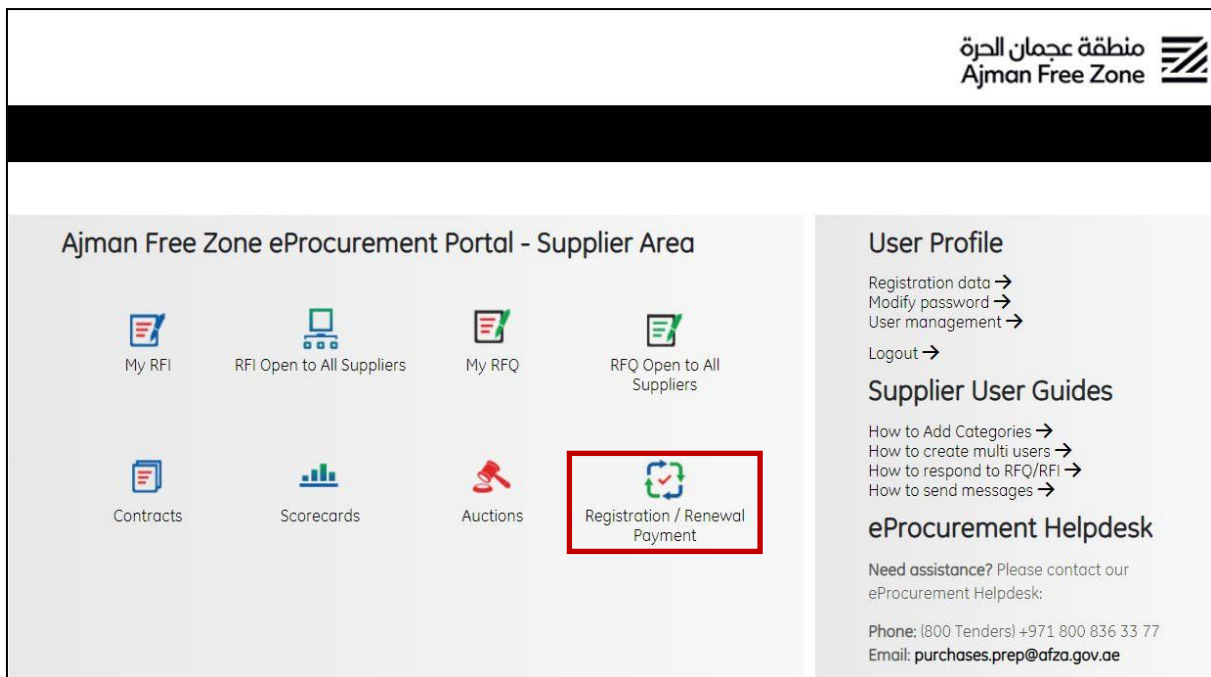 منطقة عجمان الحرة
Ajman Free Zone
Ajman Free Zone eProcurement Portal - Supplier Area
My RFI
RFI Open to All Suppliers
My RFQ
RFQ Open to All
Suppliers
Contracts
Scorecards
Auctions
Registration / Renewal
Payment
User Profile
Registration data →
Modify password →
User management →
Logout →
Supplier User Guides
How to Add Categories →
How to create multi users →
How to respond to RFQ/RFI →
How to send messages →
eProcurement Helpdesk
Need assistance? Please contact our
eProcurement Helpdesk:
Phone: (800 Tenders) +971 800 836 33 77
Email: purchases.prep@afza.gov.ae